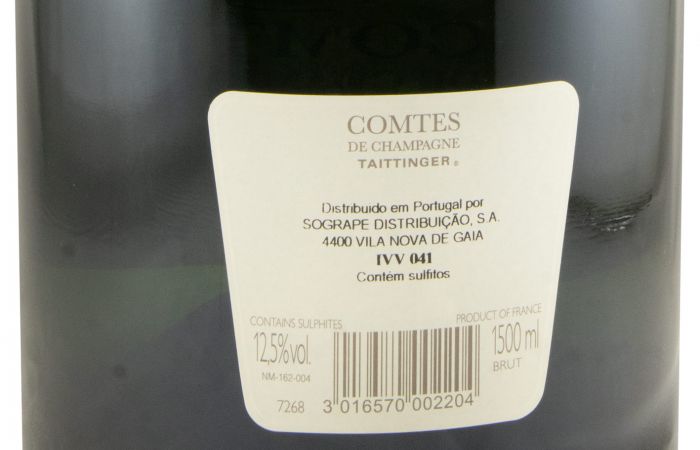 COMTES
DE CHAMPAGNE
TAITTINGER®
Distribuido em Portugal por
SOGRAPE DISTRIBUIÇÃO, S.A.
4400 VILA NOVA DE GAIA
IVV 041
Contém sulfitos
CONTAINS SULPHITES
PRODUCT OF FRANCE
12,5%vol.
1500 ml
NM-162-004
BRUT
7268
3 016570 002204